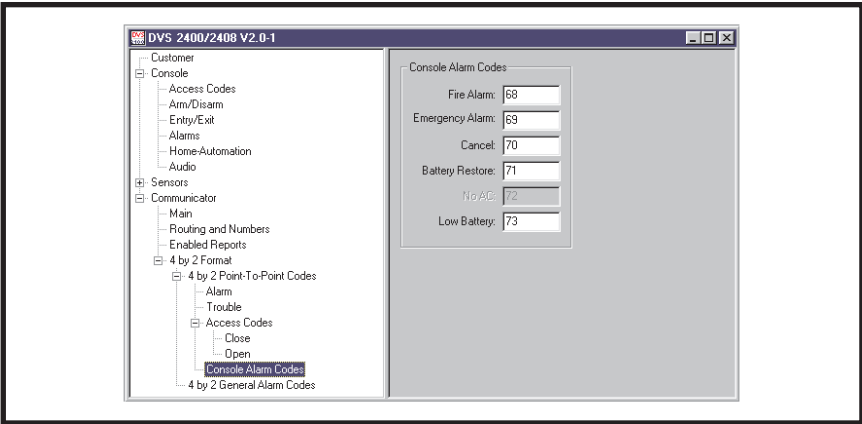 DVS 2400/2408 V2.0-1
Customer
Console
Access Codes
Arm/Disarm
Entry/Exit
Alarms
Home-Automation
Audio
Sensors
Communicator
Main
Routing and Numbers
Enabled Reports
4 by 2 Format
4 by 2 Point-To-Point Codes
Alarm
Trouble
Access Codes
Close
Open
Console Alarm Codes
4 by 2 General Alarm Codes
Console Alarm Codes
Fire Alarm: 68
Emergency Alarm: 69
Cancel: 70
Battery Restore: 71
No AC: 72
Low Battery: 73